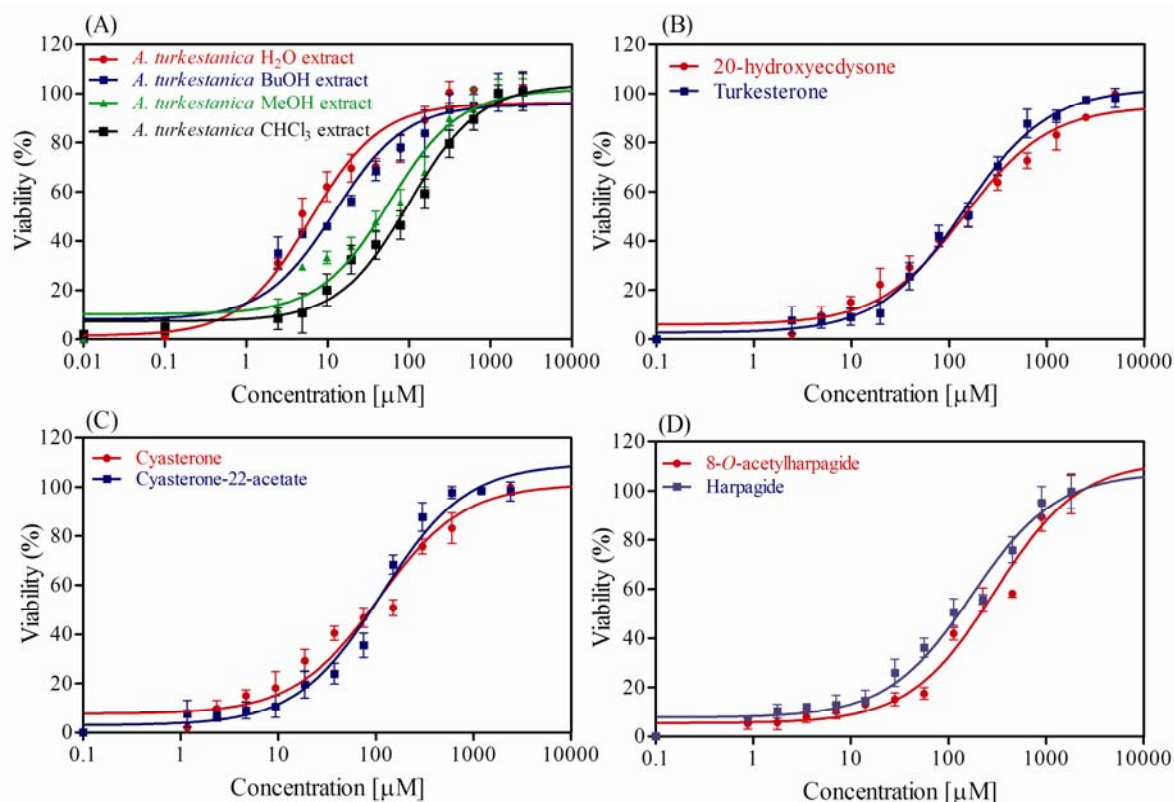 (A)
A. turkestanica H₂O extract
A. turkestanica BuOH extract
A. turkestanica MeOH extract
A. turkestanica CHCl₃ extract
120
100
80
60
40
20
0
Viability (%)
0.01 0.1 1 10 100 1000 10000
Concentration [µM]
(B)
20-hydroxyecdysone
Turkesterone
120
100
80
60
40
20
0
Viability (%)
0.1 1 10 100 1000 10000
Concentration [µM]
(C)
Cyasterone
Cyasterone-22-acetate
120
100
80
60
40
20
0
Viability (%)
0.1 1 10 100 1000 10000
Concentration [µM]
(D)
8-O-acetylharpagide
Harpagide
120
100
80
60
40
20
0
Viability (%)
0.1 1 10 100 1000 10000
Concentration [µM]